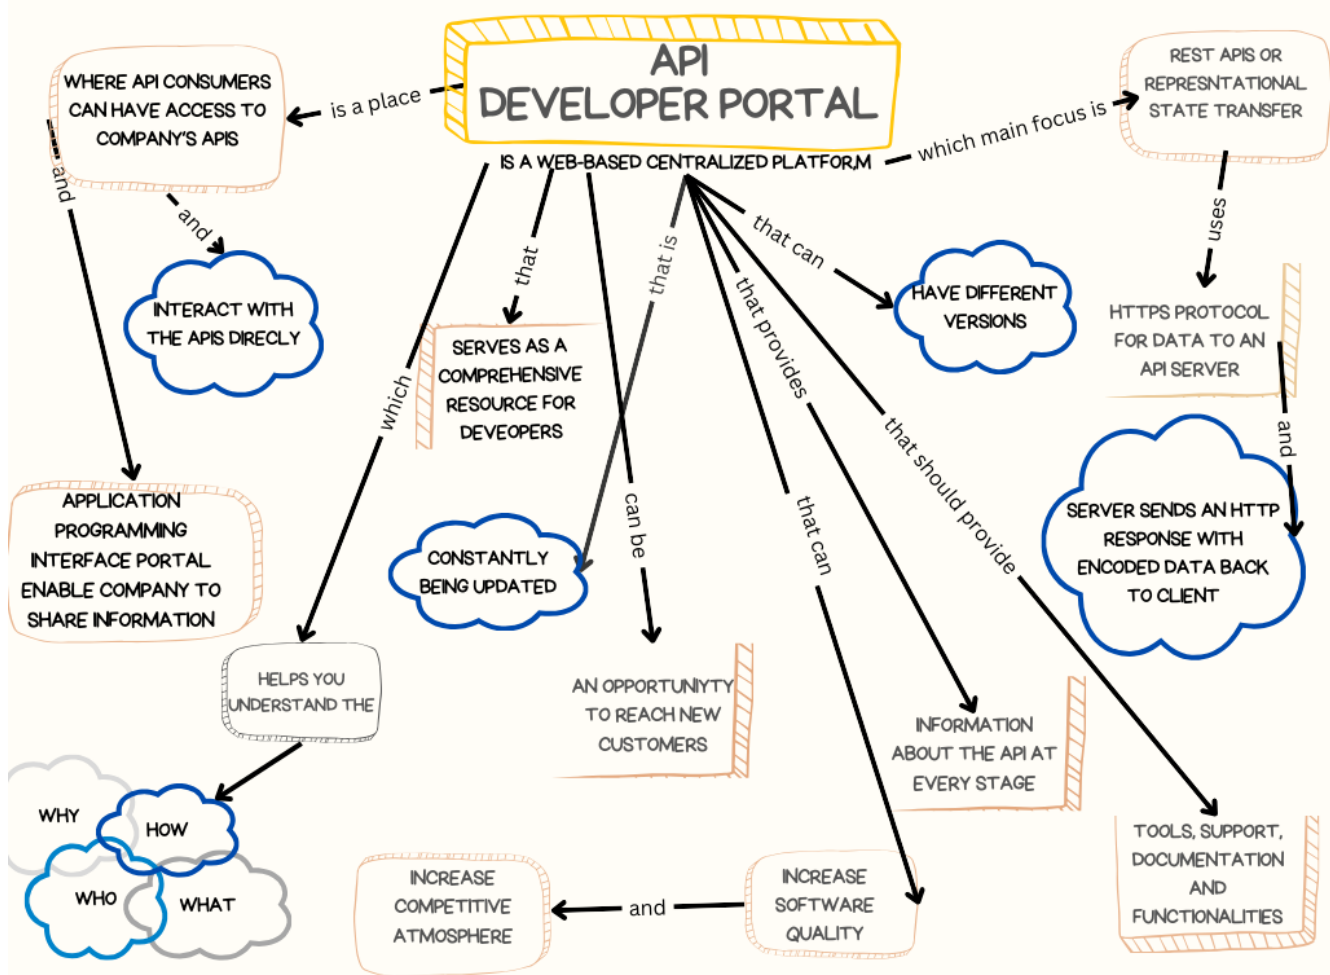 API
DEVELOPER PORTAL
IS A WEB-BASED CENTRALIZED PLATFORM
is a place
WHERE API CONSUMERS
CAN HAVE ACCESS TO
COMPANY'S APIS
and
INTERACT WITH
THE APIS DIRECLY
and
APPLICATION
PROGRAMMING
INTERFACE PORTAL
ENABLE COMPANY TO
SHARE INFORMATION
which
HELPS YOU
UNDERSTAND THE
WHY
HOW
WHO
WHAT
that
SERVES AS A
COMPREHENSIVE
RESOURCE FOR
DEVEOPERS
that is
CONSTANTLY
BEING UPDATED
can be
AN OPPORTUNIYTY
TO REACH NEW
CUSTOMERS
that can
INCREASE
SOFTWARE
QUALITY
and
INCREASE
COMPETITIVE
ATMOSPHERE
that provides
INFORMATION
ABOUT THE API AT
EVERY STAGE
that should provide
TOOLS, SUPPORT,
DOCUMENTATION
AND
FUNCTIONALITIES
that can
HAVE DIFFERENT
VERSIONS
which main focus is
REST APIS OR
REPRESNTATIONAL
STATE TRANSFER
uses
HTTPS PROTOCOL
FOR DATA TO AN
API SERVER
and
SERVER SENDS AN HTTP
RESPONSE WITH
ENCODED DATA BACK
TO CLIENT